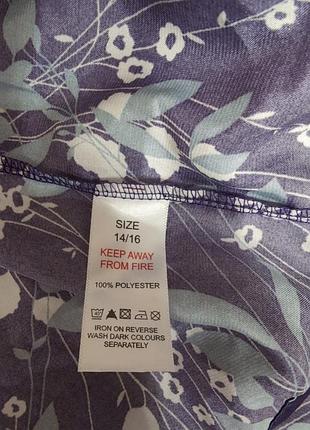 SIZE
14/16
KEEP AWAY
FROM FIRE
100% POLYESTER
IRON ON REVERSE
WASH DARK COLOURS
SEPARATELY